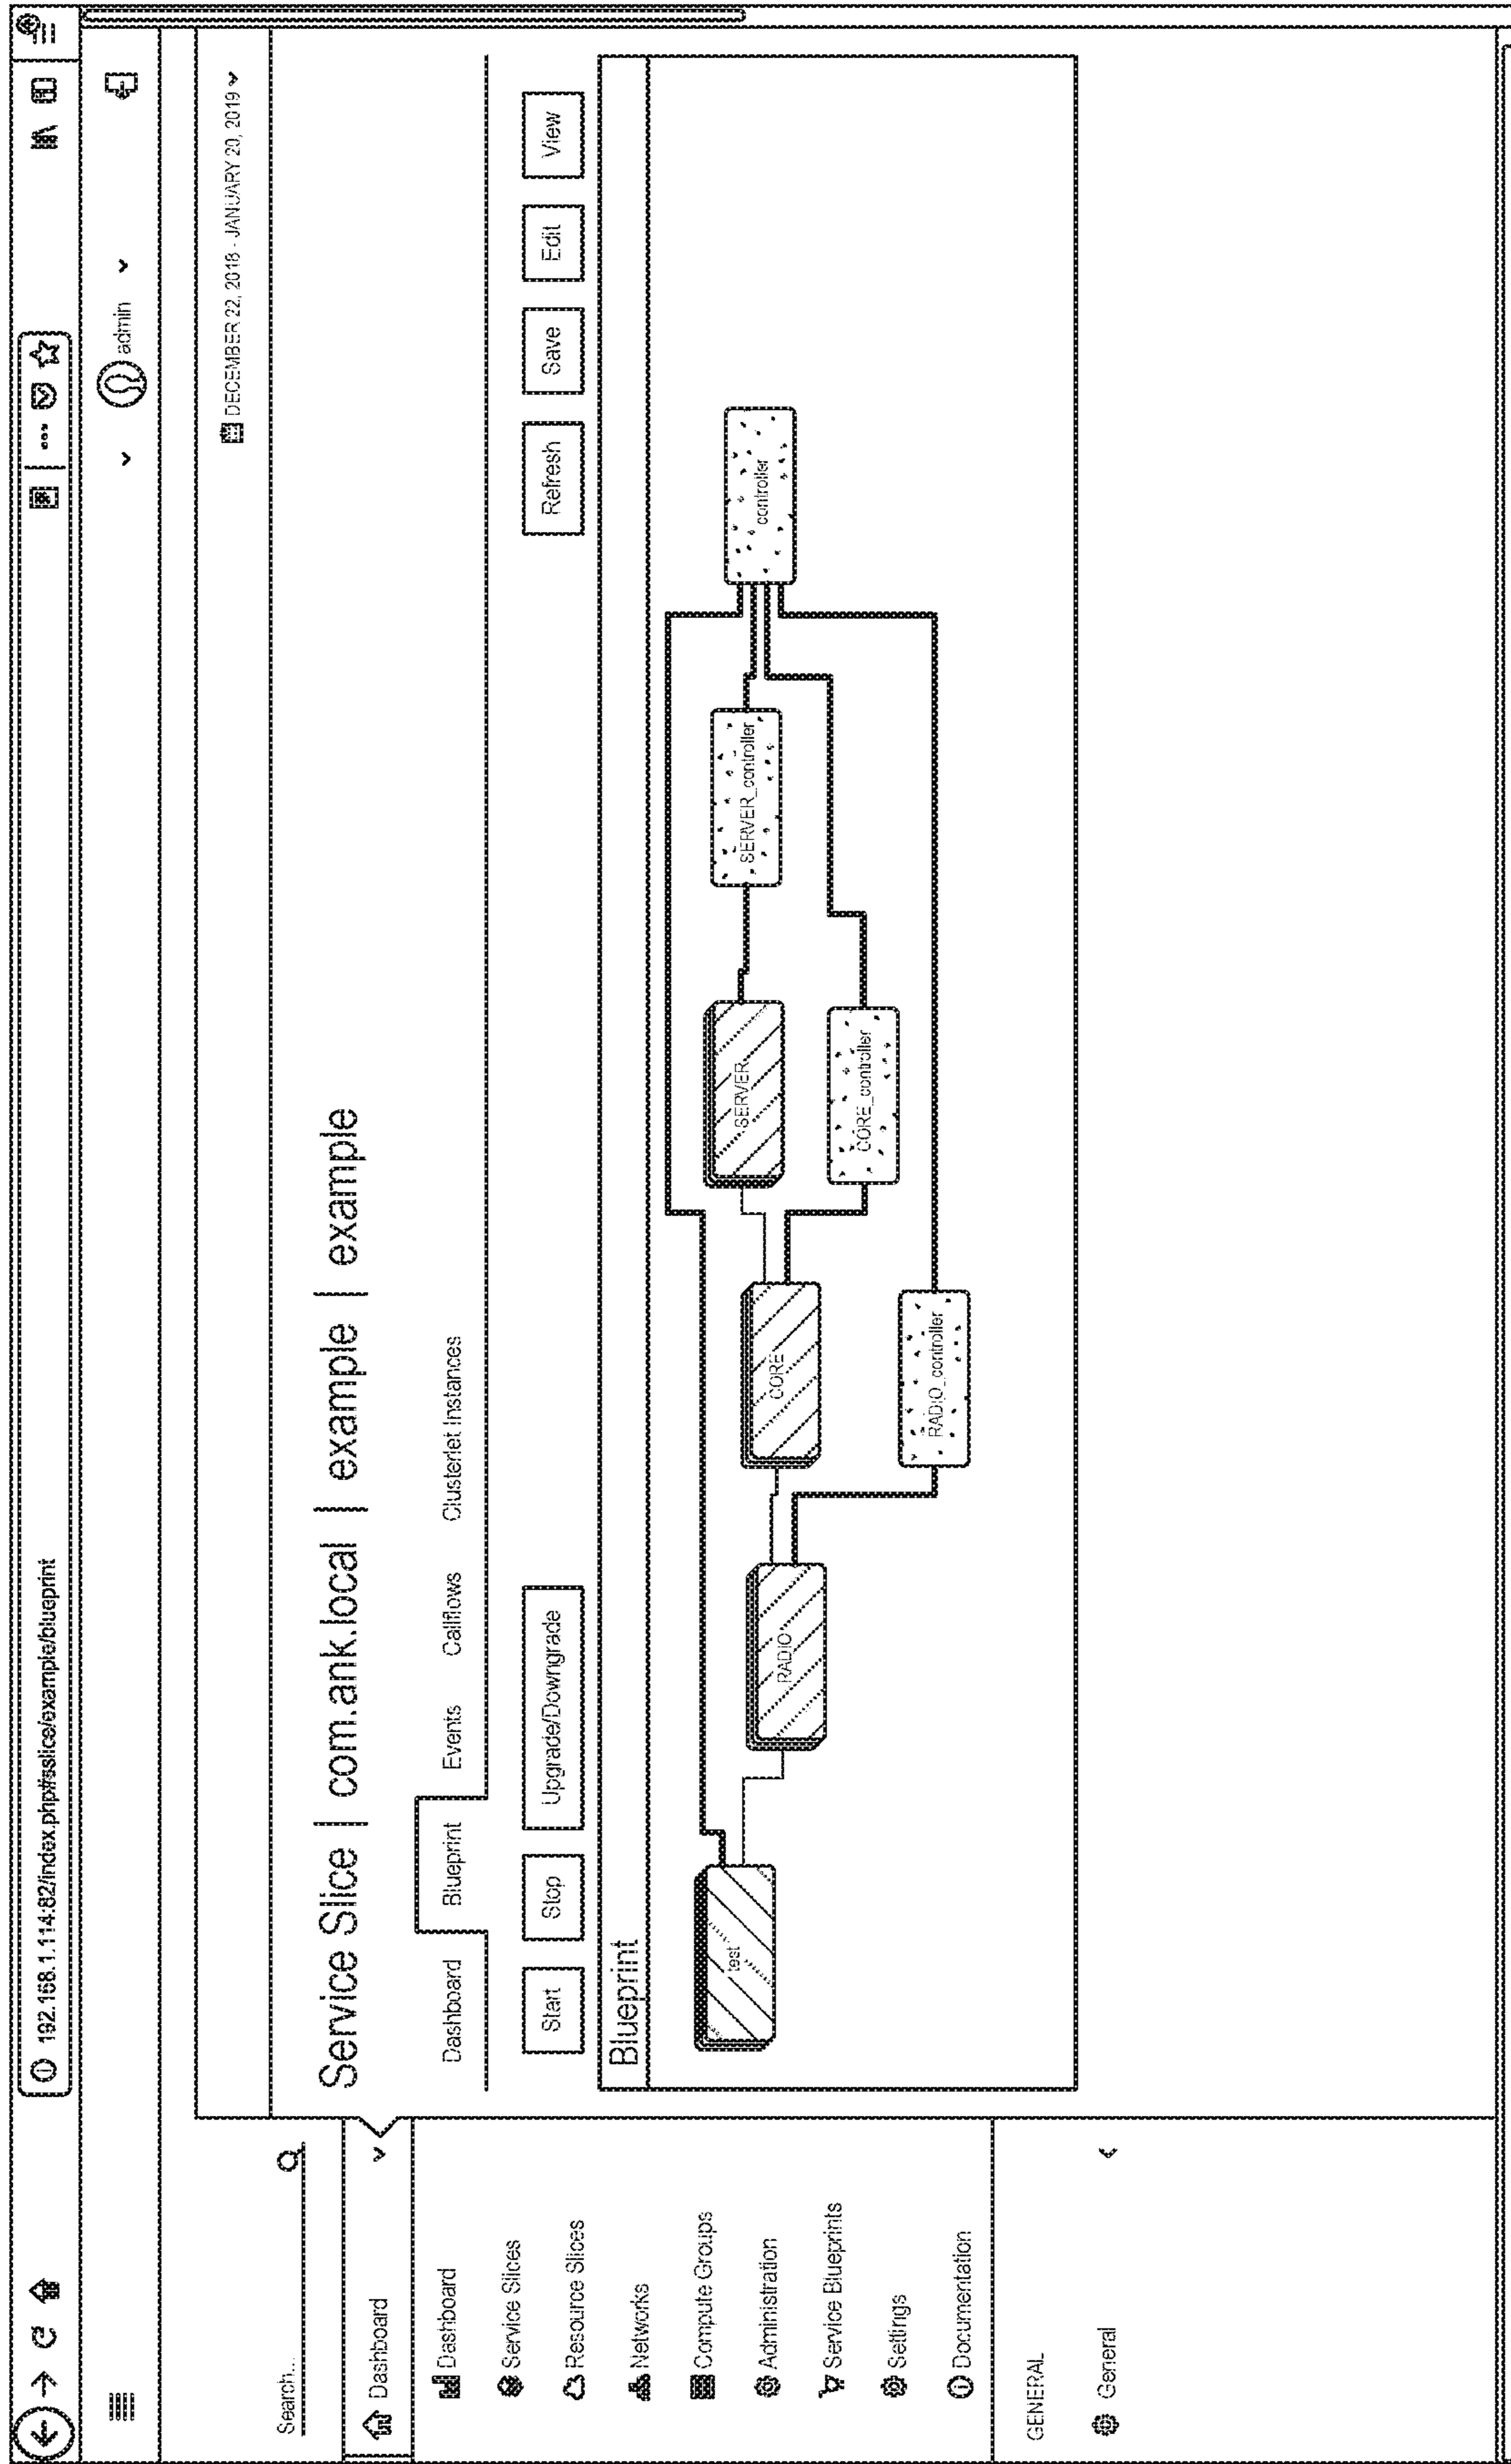 192.168.1.114:82/index.php#sslice/example/blueprint
admin
Search...
DECEMBER 22, 2018 - JANUARY 20, 2019
Dashboard
Dashboard
Service Slices
Resource Slices
Networks
Compute Groups
Administration
Service Blueprints
Settings
Documentation
GENERAL
General
Service Slice | com.ank.local | example | example
Dashboard Blueprint Events Callflows Clusterlet Instances
Start Stop Upgrade/Downgrade Refresh Save Edit View
Blueprint
test
RADIO
CORE
SERVER
SERVER_controller
controller
CORE_controller
RADIO_controller